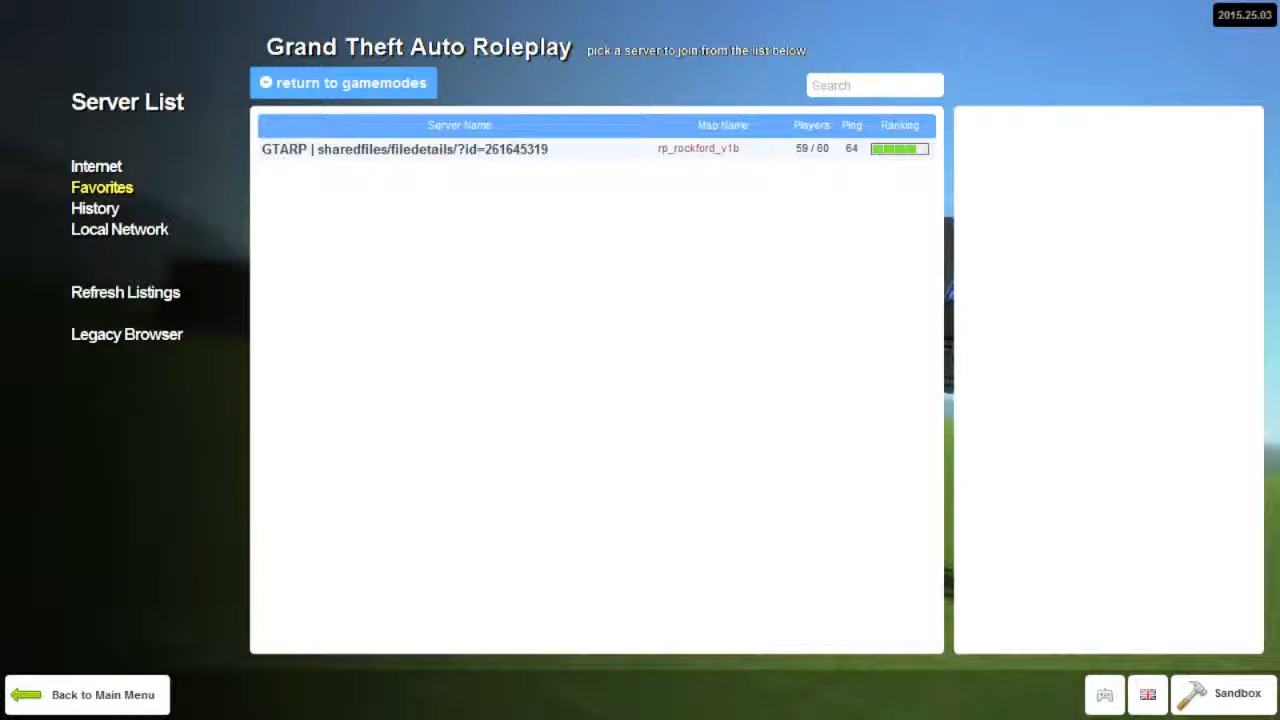 2015.25.03
Grand Theft Auto Roleplay pick a server to join from the list below
return to gamemodes
Search
Server List
Internet
Favorites
History
Local Network
Refresh Listings
Legacy Browser
Server Name Map Name Players Ping Ranking
GTARP | sharedfiles/filedetails/?id=261645319 rp_rockford_v1b 59 / 60 64
Back to Main Menu
Sandbox